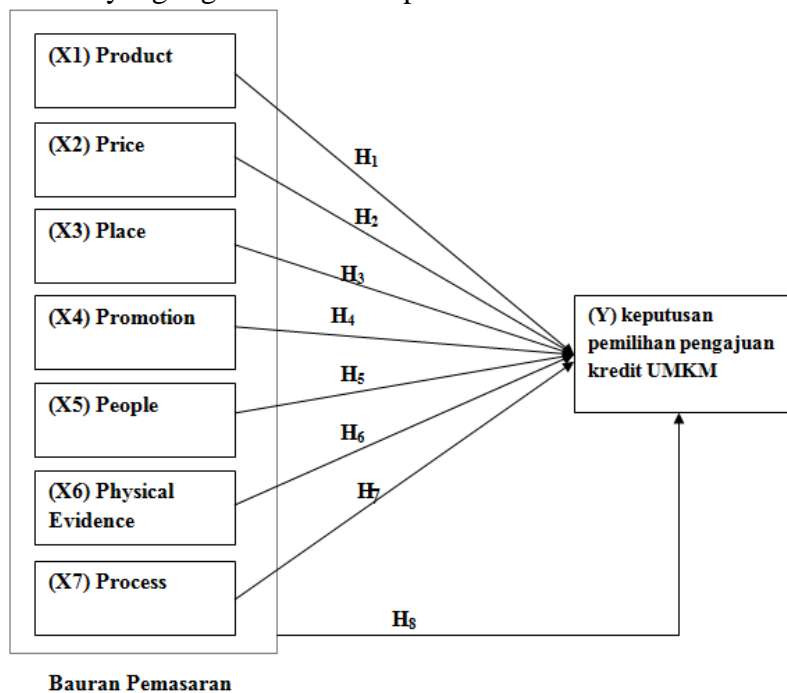 (X1) Product
(X2) Price
(X3) Place
(X4) Promotion
(X5) People
(X6) Physical
Evidence
(X7) Process
H1
H2
H3
H4
H5
H6
H7
H8
(Y) keputusan
pemilihan pengajuan
kredit UMKM
Bauran Pemasaran